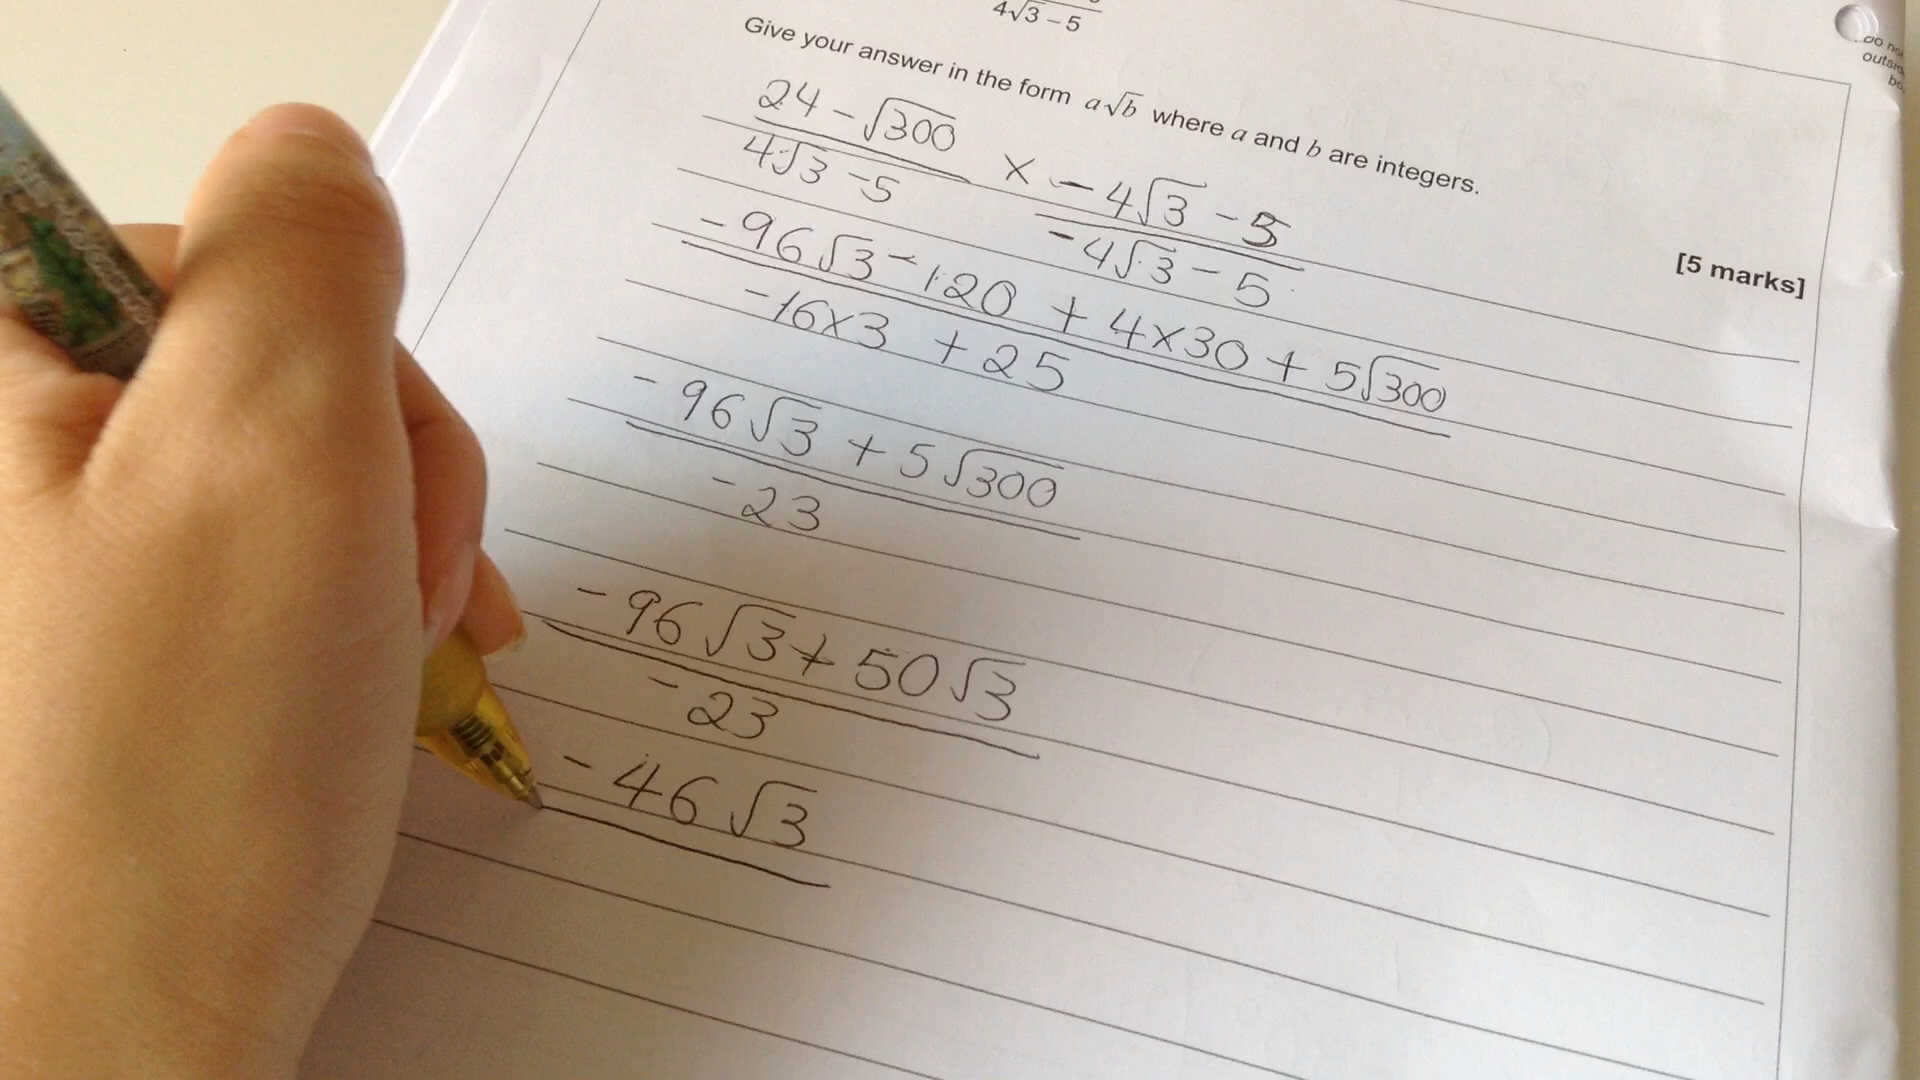 4√3 – 5
Give your answer in the form a√b where a and b are integers.
[5 marks]
24 - √300
4√3 - 5
× -4√3 - 5
-4√3 - 5
-96√3 - 120 + 4×30 + 5√300
-16×3 + 25
-96√3 + 5√300
-23
-96√3 + 50√3
-23
-46√3